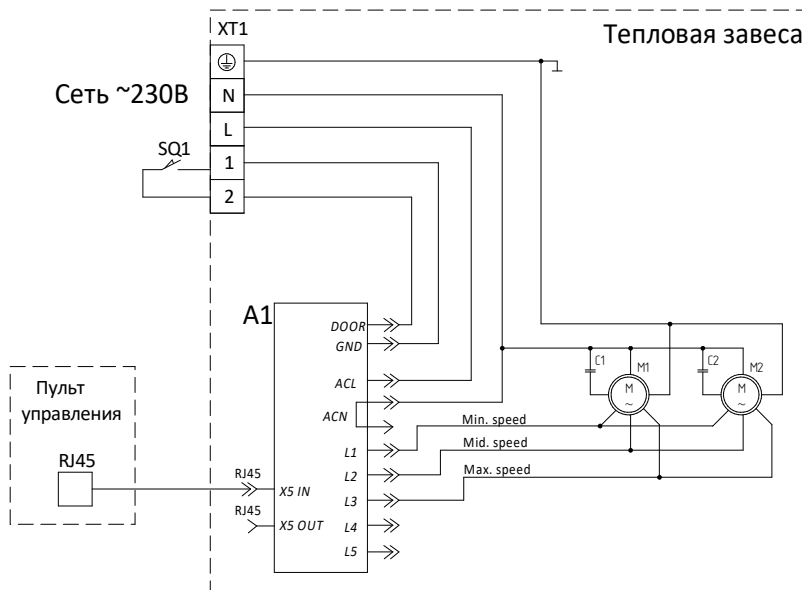 XT1
Тепловая завеса
Сеть ~230В
N
L
SQ1
1
2
A1
DOOR
GND
ACL
ACN
L1
L2
L3
L4
L5
RJ45
X5 IN
RJ45
X5 OUT
Пульт
управления
RJ45
Min. speed
Mid. speed
Max. speed
C1
M1
M
~
C2
M2
M
~